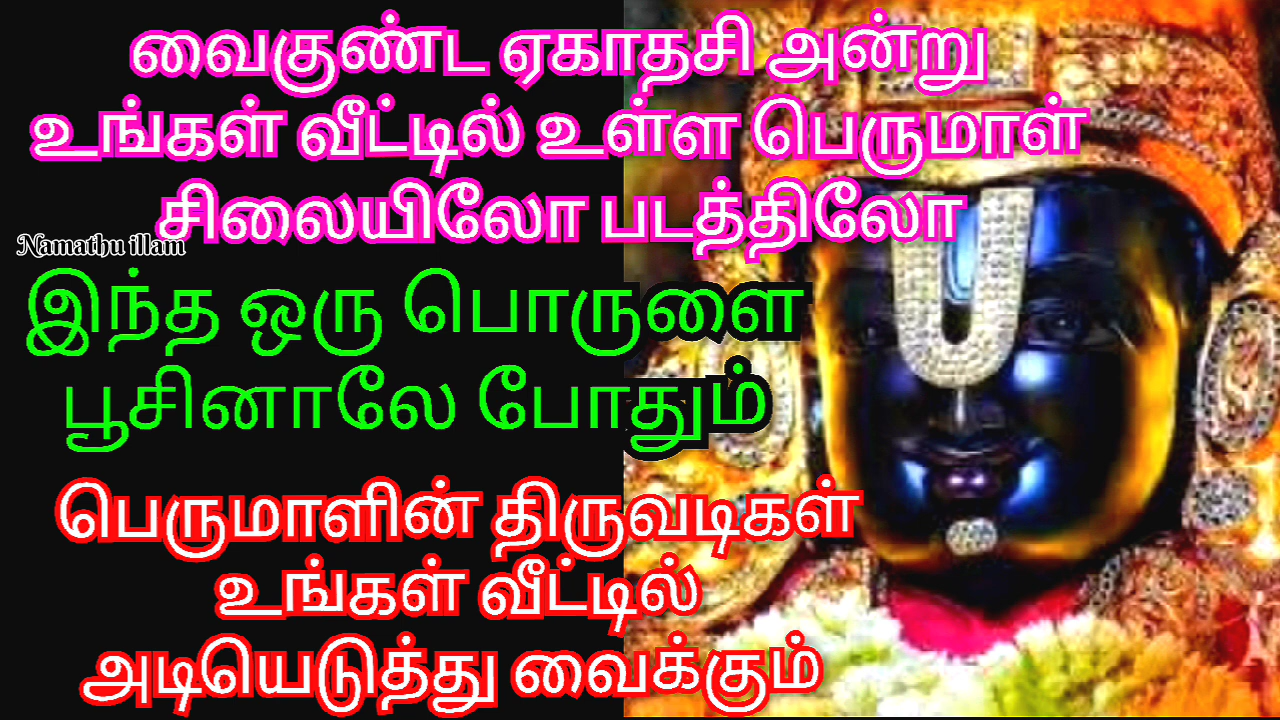 வைகுண்ட ஏகாதசி அன்று
உங்கள் வீட்டில் உள்ள பெருமாள்
சிலையிலோ படத்திலோ
Namathu illam
இந்த ஒரு பொருளை
பூசினாலே போதும்
பெருமாளின் திருவடிகள்
உங்கள் வீட்டில்
அடியெடுத்து வைக்கும்